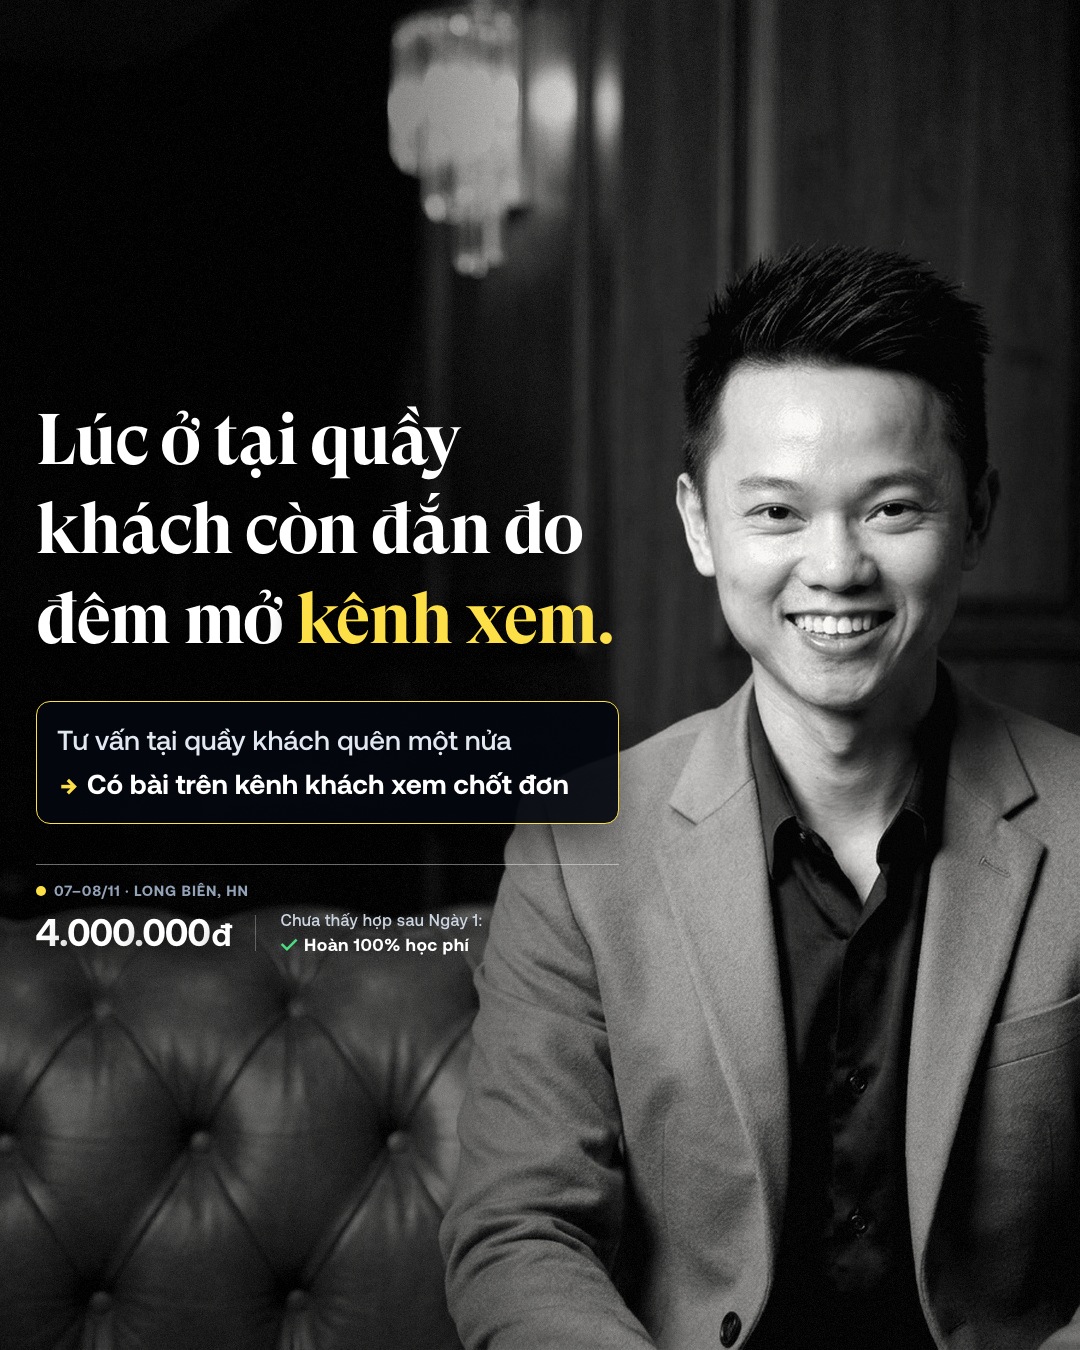 Lúc ở tại quầy
khách còn đắn đo
đêm mở kênh xem.
Tư vấn tại quầy khách quên một nửa
→ Có bài trên kênh khách xem chốt đơn
07–08/11 · LONG BIÊN, HN
4.000.000đ
Chưa thấy hợp sau Ngày 1:
✓ Hoàn 100% học phí